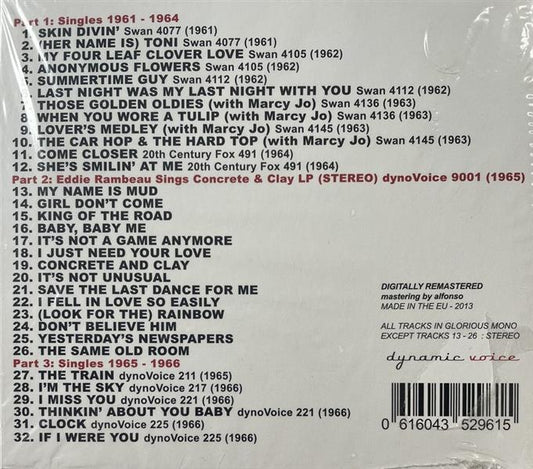 Part 1: Singles 1961 - 1964
1. SKIN DIVIN' Swan 4077 (1961)
2. (HER NAME IS) TONI Swan 4077 (1961)
3. MY FOUR LEAF CLOVER LOVE Swan 4105 (1962)
4. ANONYMOUS FLOWERS Swan 4105 (1962)
5. SUMMERTIME GUY Swan 4112 (1962)
6. LAST NIGHT WAS MY LAST NIGHT WITH YOU Swan 4112 (1962)
7. THOSE GOLDEN OLDIES (with Marcy Jo) Swan 4136 (1963)
8. WHEN YOU WORE A TULIP (with Marcy Jo) Swan 4136 (1963)
9. LOVER'S MEDLEY (with Marcy Jo) Swan 4145 (1963)
10. THE CAR HOP & THE HARD TOP (with Marcy Jo) Swan 4145 (1963)
11. COME CLOSER 20th Century Fox 491 (1964)
12. SHE'S SMILIN' AT ME 20th Century Fox 491 (1964)
Part 2: Eddie Rambeau Sings Concrete & Clay LP (STEREO) dynoVoice 9001 (1965)
13. MY NAME IS MUD
14. GIRL DON'T COME
15. KING OF THE ROAD
16. BABY, BABY ME
17. IT'S NOT A GAME ANYMORE
18. I JUST NEED YOUR LOVE
19. CONCRETE AND CLAY
20. IT'S NOT UNUSUAL
21. SAVE THE LAST DANCE FOR ME
22. I FELL IN LOVE SO EASILY
23. (LOOK FOR THE) RAINBOW
24. DON'T BELIEVE HIM
25. YESTERDAY'S NEWSPAPERS
26. THE SAME OLD ROOM
Part 3: Singles 1965 - 1966
27. THE TRAIN dynoVoice 211 (1965)
28. I'M THE SKY dynoVoice 217 (1966)
29. I MISS YOU dynoVoice 221 (1966)
30. THINKIN' ABOUT YOU BABY dynoVoice 221 (1966)
31. CLOCK dynoVoice 225 (1966)
32. IF I WERE YOU dynoVoice 225 (1966)
DIGITALLY REMASTERED
mastering by alfonso
MADE IN THE EU - 2013
ALL TRACKS IN GLORIOUS MONO
EXCEPT TRACKS 13 - 26 : STEREO
dynamic voice
0 616043 529615